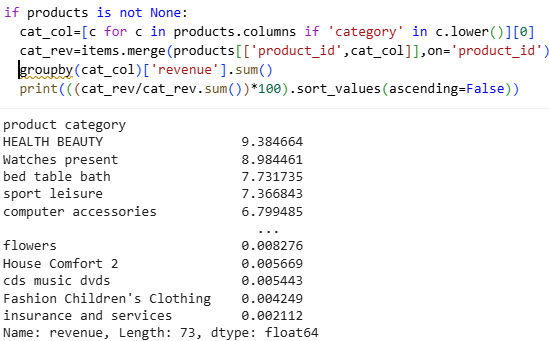 if products is not None:
  cat_col=[c for c in products.columns if 'category' in c.lower()][0]
  cat_rev=items.merge(products[['product_id',cat_col]],on='product_id')
  groupby(cat_col)['revenue'].sum()
  print(((cat_rev/cat_rev.sum())*100).sort_values(ascending=False))
product category
HEALTH BEAUTY                 9.384664
Watches present               8.984461
bed table bath                7.731735
sport leisure                 7.366843
computer accessories          6.799485
                                ...
flowers                       0.008276
House Comfort 2               0.005669
cds music dvds                0.005443
Fashion Children's Clothing   0.004249
insurance and services        0.002112
Name: revenue, Length: 73, dtype: float64